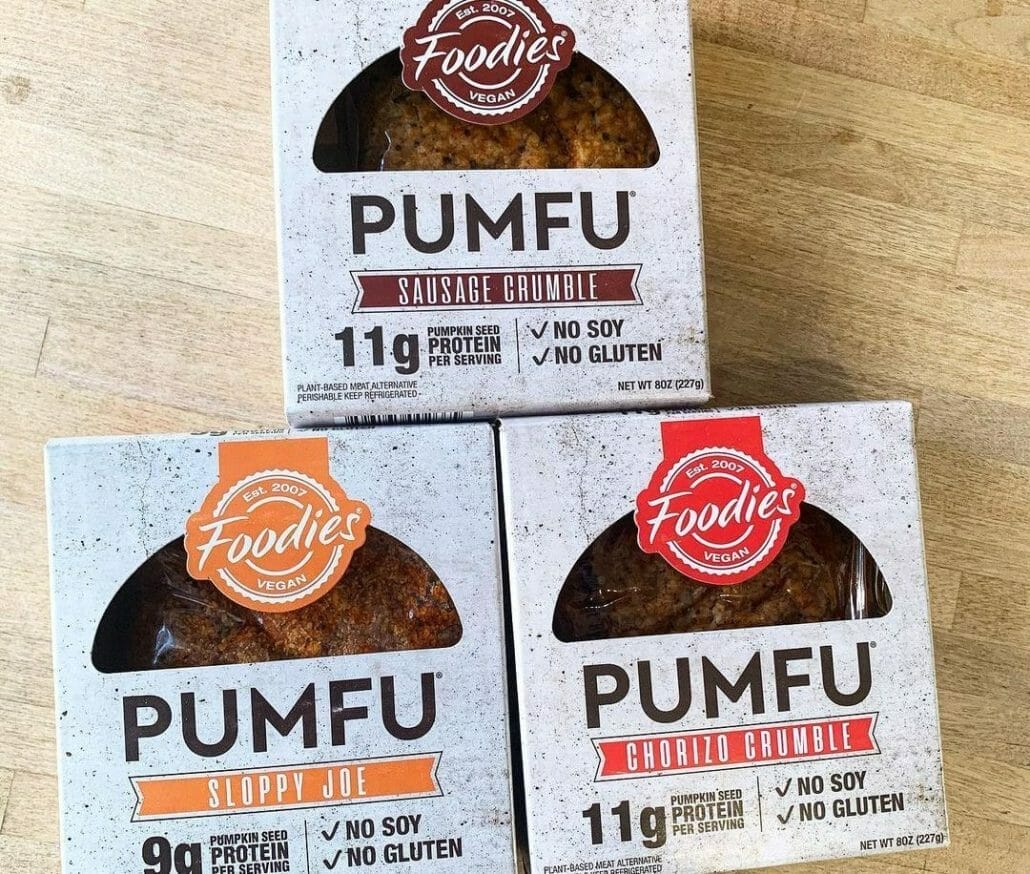 Est. 2007
Foodies®
VEGAN
PUMFU®
SAUSAGE CRUMBLE
11g PUMPKIN SEED PROTEIN PER SERVING
✓ NO SOY
✓ NO GLUTEN
PLANT-BASED MEAT ALTERNATIVE
PERISHABLE KEEP REFRIGERATED
NET WT 8OZ (227g)
Est. 2007
Foodies®
VEGAN
PUMFU®
SLOPPY JOE
9g PUMPKIN SEED PROTEIN PER SERVING
✓ NO SOY
✓ NO GLUTEN
Est. 2007
Foodies®
VEGAN
PUMFU®
CHORIZO CRUMBLE
11g PUMPKIN SEED PROTEIN PER SERVING
✓ NO SOY
✓ NO GLUTEN
PLANT-BASED MEAT ALTERNATIVE
KEEP REFRIGERATED
NET WT 8OZ (227g)